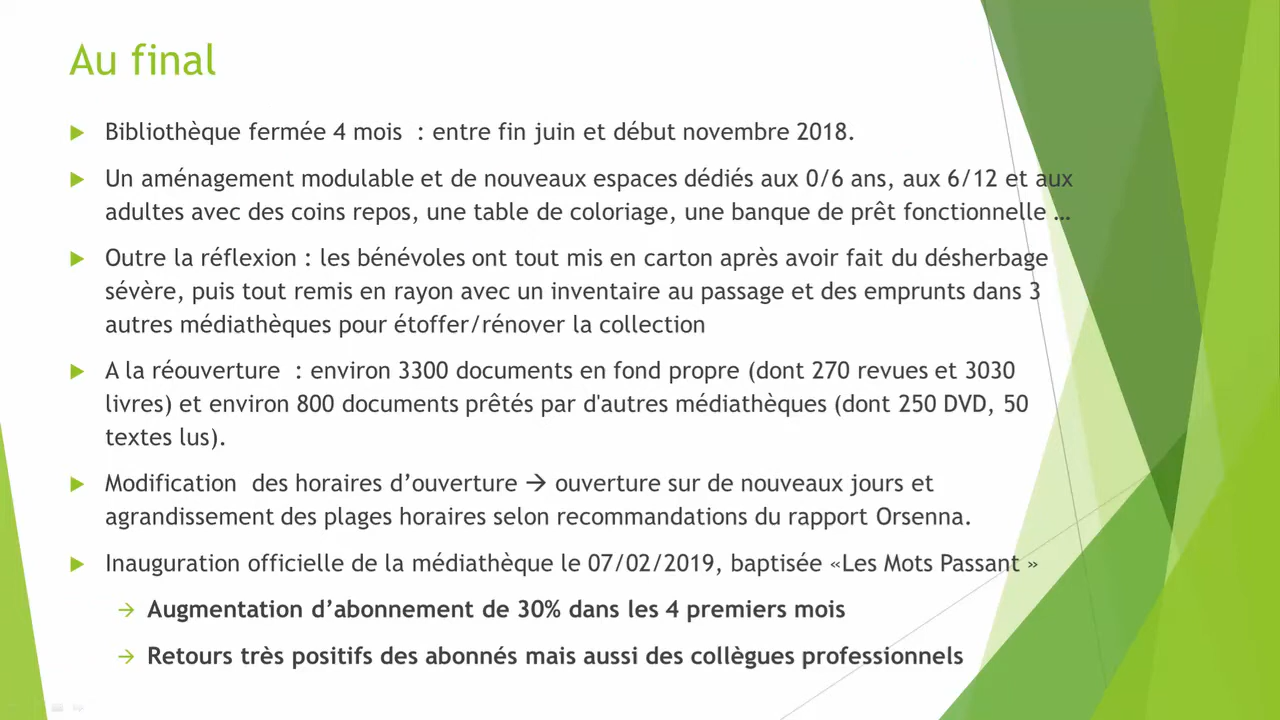 Au final
Bibliothèque fermée 4 mois  : entre fin juin et début novembre 2018.
Un aménagement modulable et de nouveaux espaces dédiés aux 0/6 ans, aux 6/12 et aux
adultes avec des coins repos, une table de coloriage, une banque de prêt fonctionnelle …
Outre la réflexion : les bénévoles ont tout mis en carton après avoir fait du désherbage
sévère, puis tout remis en rayon avec un inventaire au passage et des emprunts dans 3
autres médiathèques pour étoffer/rénover la collection
A la réouverture  : environ 3300 documents en fond propre (dont 270 revues et 3030
livres) et environ 800 documents prêtés par d'autres médiathèques (dont 250 DVD, 50
textes lus).
Modification  des horaires d’ouverture → ouverture sur de nouveaux jours et
agrandissement des plages horaires selon recommandations du rapport Orsenna.
Inauguration officielle de la médiathèque le 07/02/2019, baptisée «Les Mots Passant »
→ Augmentation d’abonnement de 30% dans les 4 premiers mois
→ Retours très positifs des abonnés mais aussi des collègues professionnels